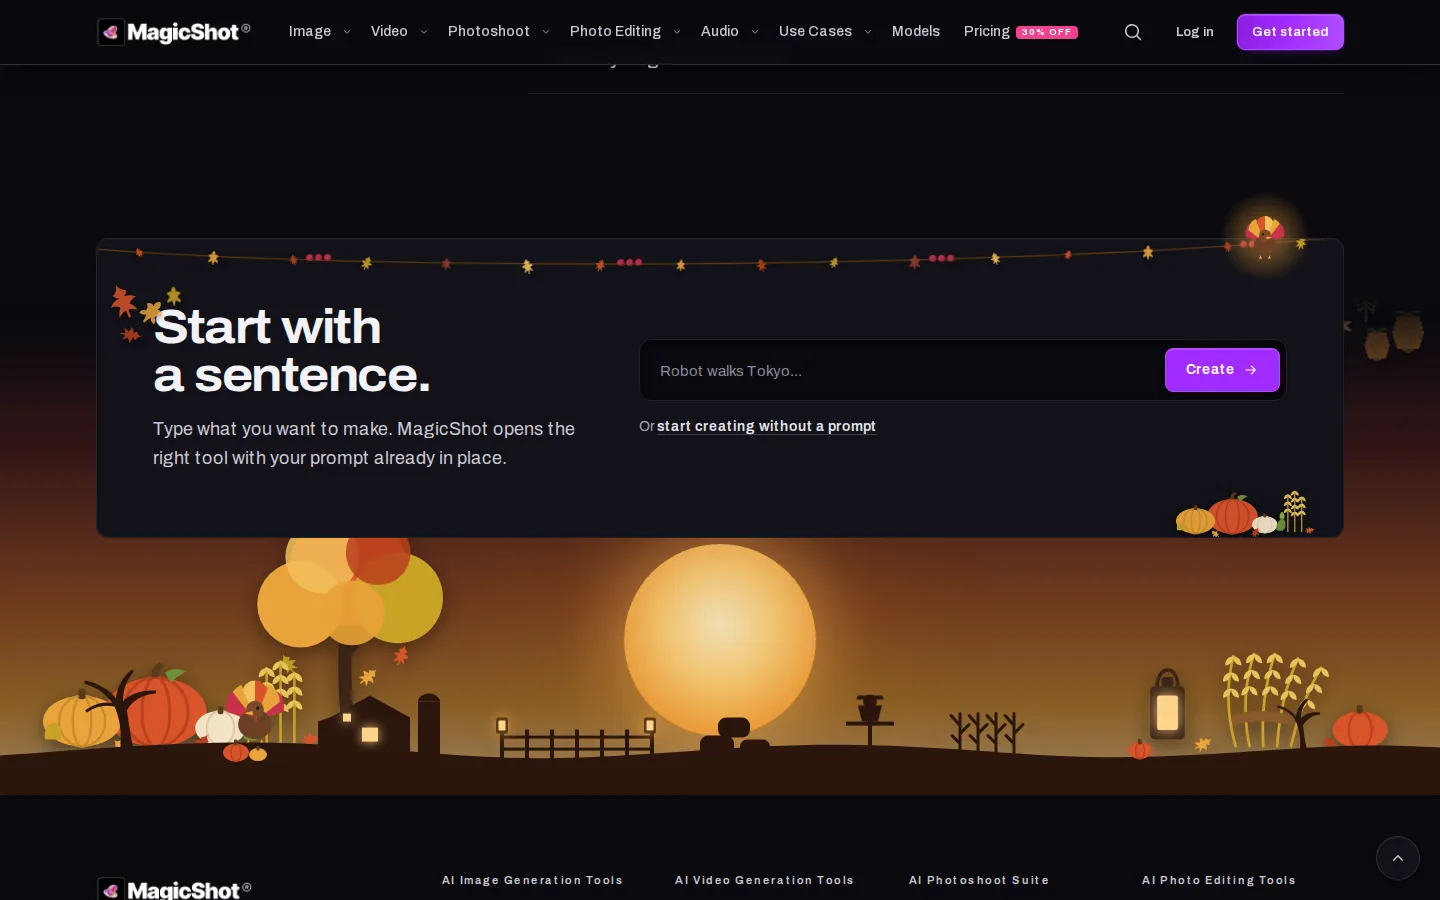 MagicShot®
Image
Video
Photoshoot
Photo Editing
Audio
Use Cases
Models
Pricing
30% OFF
Log in
Get started
Start with
a sentence.
Type what you want to make. MagicShot opens the
right tool with your prompt already in place.
Robot walks Tokyo...
Create →
Or start creating without a prompt
MagicShot®
AI Image Generation Tools
AI Video Generation Tools
AI Photoshoot Suite
AI Photo Editing Tools